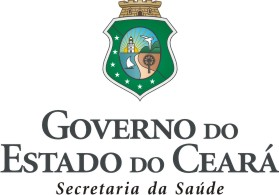 GOVERNO DO
ESTADO DO CEARÁ
Secretaria da Saúde